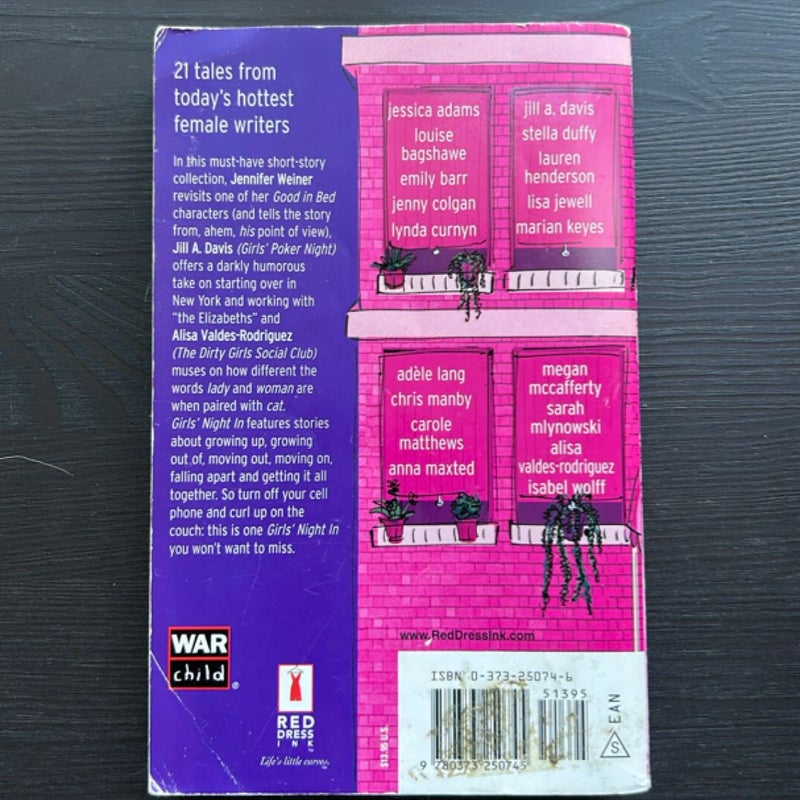 21 tales from
today's hottest
female writers
In this must-have short-story
collection, Jennifer Weiner
revisits one of her Good in Bed
characters (and tells the story
from, ahem, his point of view),
Jill A. Davis (Girls' Poker Night)
offers a darkly humorous
take on starting over in
New York and working with
"the Elizabeths" and
Alisa Valdes-Rodriguez
(The Dirty Girls Social Club)
muses on how different the
words lady and woman are
when paired with cat.
Girls' Night In features stories
about growing up, growing
out of, moving out, moving on,
falling apart and getting it all
together. So turn off your cell
phone and curl up on the
couch: this is one Girls' Night In
you won't want to miss.
WAR
child®
RED
DRESS
INK™
Life's little curves.™
jessica adams
louise
bagshawe
emily barr
jenny colgan
lynda curnyn
jill a. davis
stella duffy
lauren
henderson
lisa jewell
marian keyes
adèle lang
chris manby
carole
matthews
anna maxted
megan
mccafferty
sarah
mlynowski
alisa
valdes-rodriguez
isabel wolff
www.RedDressInk.com
$13.95 U.S.
ISBN 0-373-25074-6
51395
9 780373 250745
EAN
S